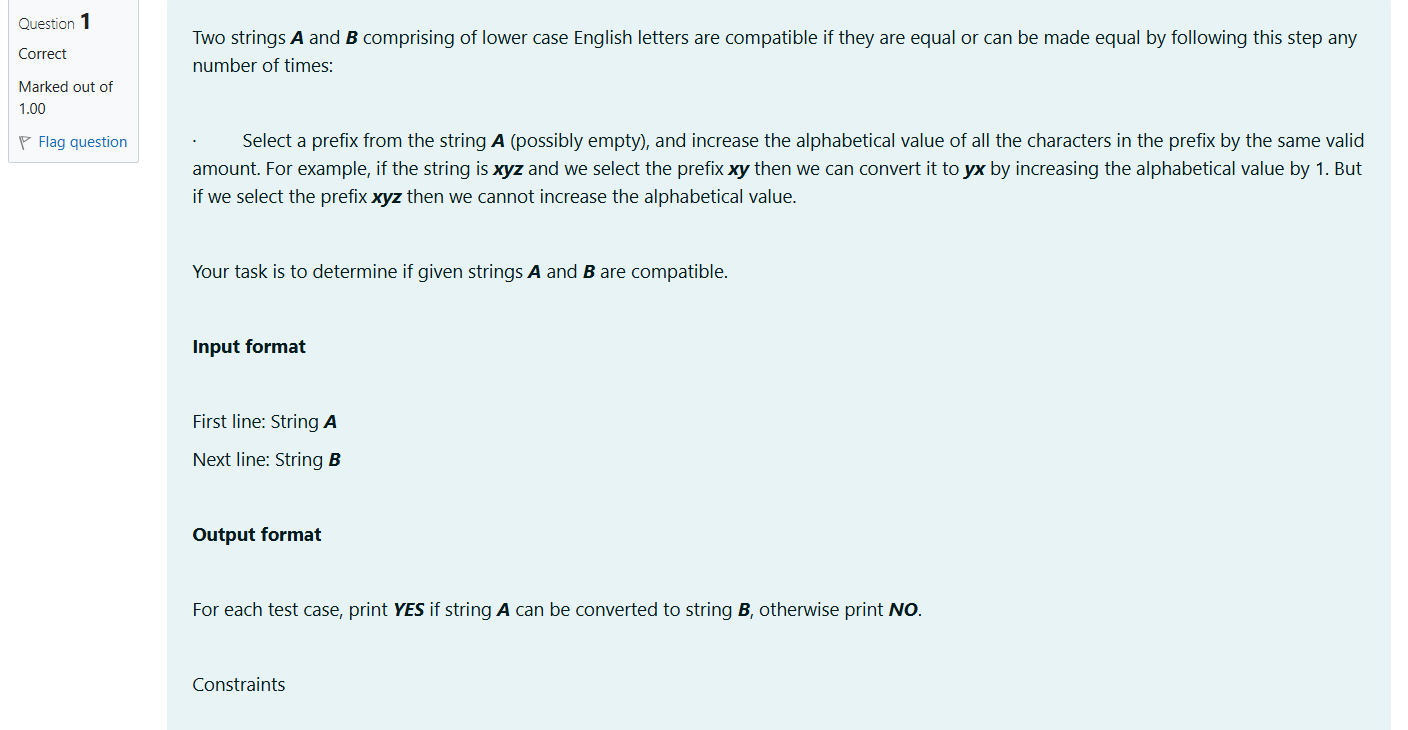 Question 1
Correct
Marked out of
1.00
Flag question
Two strings A and B comprising of lower case English letters are compatible if they are equal or can be made equal by following this step any
number of times:
· Select a prefix from the string A (possibly empty), and increase the alphabetical value of all the characters in the prefix by the same valid
amount. For example, if the string is xyz and we select the prefix xy then we can convert it to yx by increasing the alphabetical value by 1. But
if we select the prefix xyz then we cannot increase the alphabetical value.
Your task is to determine if given strings A and B are compatible.
Input format
First line: String A
Next line: String B
Output format
For each test case, print YES if string A can be converted to string B, otherwise print NO.
Constraints